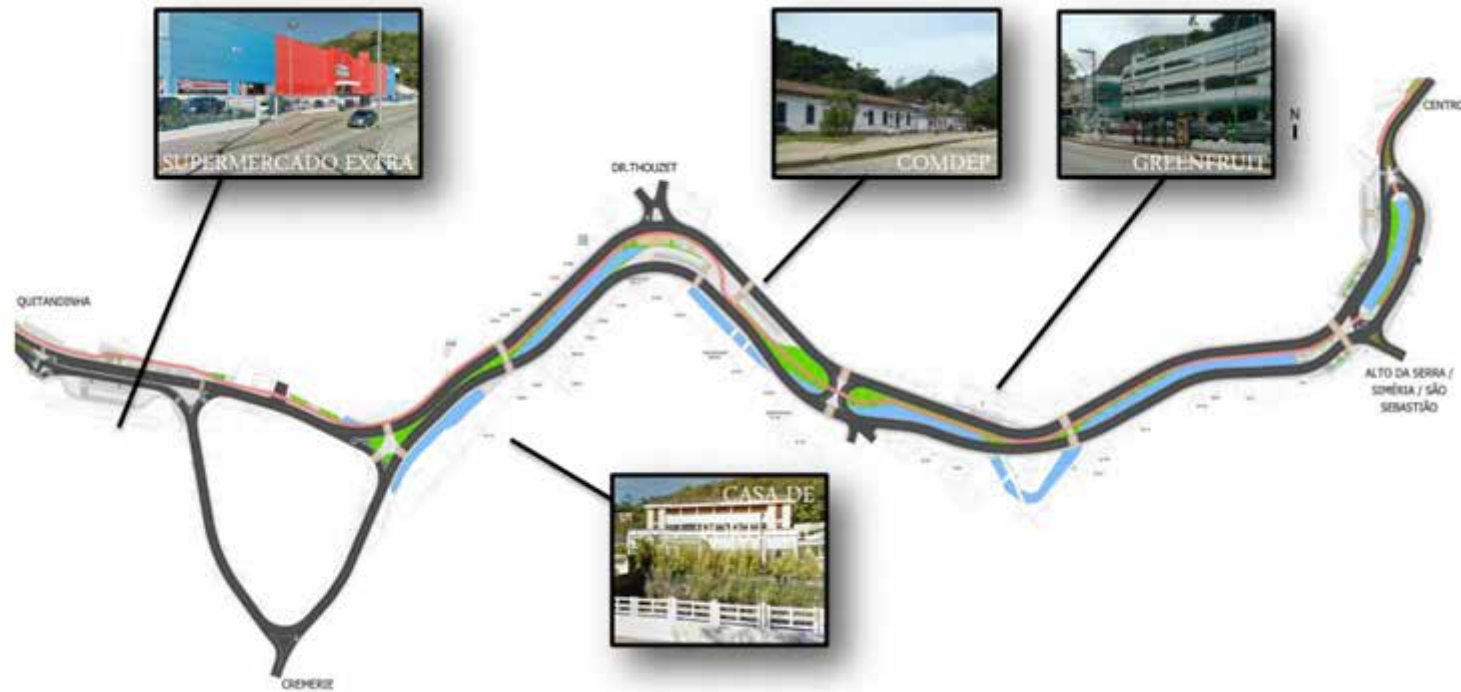 SUPERMERCADO EXTRA
COMDEP
GREENFRUIT
N
CENTRO
DR. THOUZET
QUITANDINHA
ALTO DA SERRA /
SIMÉRIA / SÃO
SEBASTIÃO
CASA DE
CREMERIE